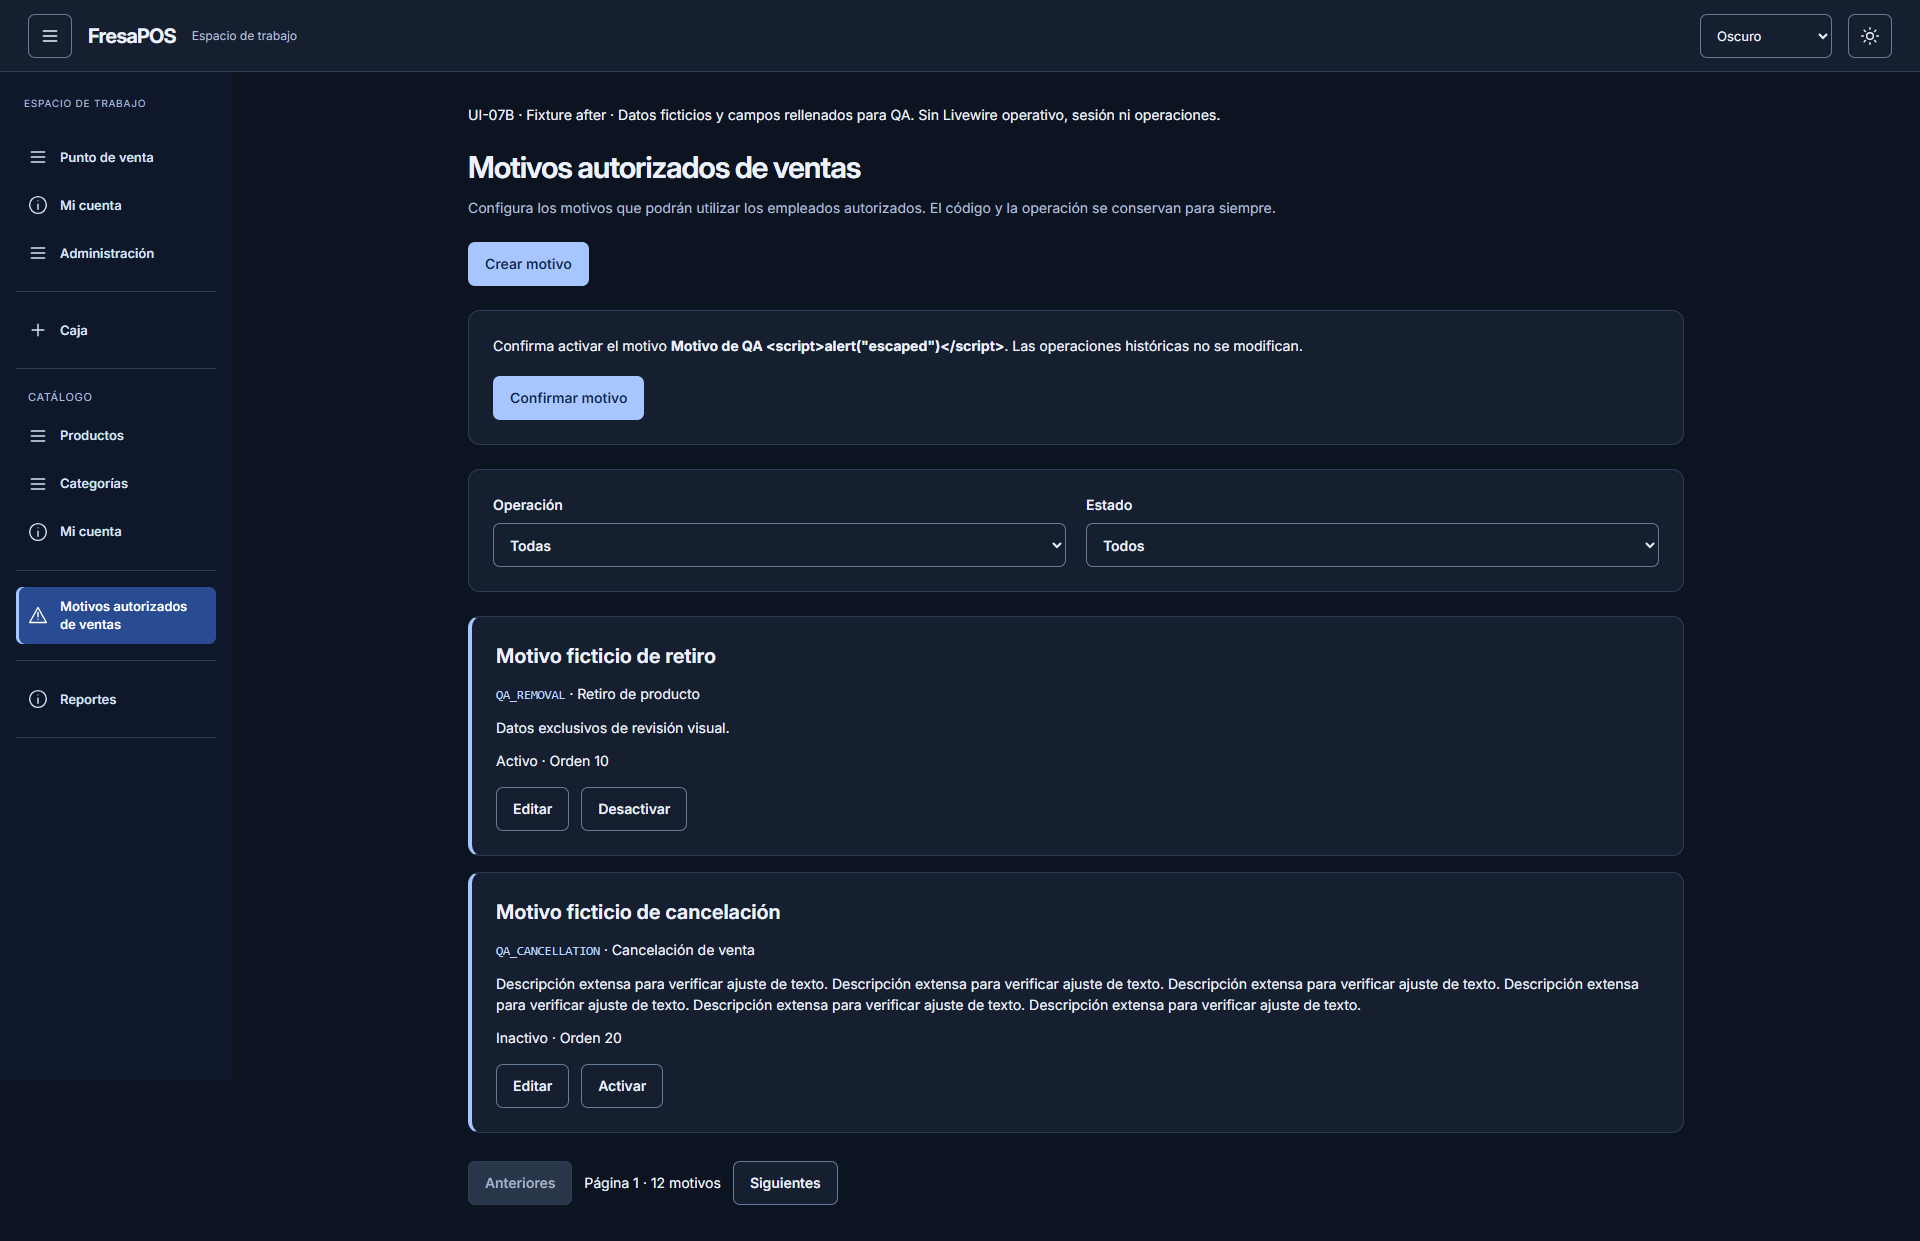 FresaPOS
Espacio de trabajo
Oscuro
ESPACIO DE TRABAJO
Punto de venta
Mi cuenta
Administración
Caja
CATÁLOGO
Productos
Categorías
Mi cuenta
Motivos autorizados
de ventas
Reportes
UI-07B · Fixture after · Datos ficticios y campos rellenados para QA. Sin Livewire operativo, sesión ni operaciones.
Motivos autorizados de ventas
Configura los motivos que podrán utilizar los empleados autorizados. El código y la operación se conservan para siempre.
Crear motivo
Confirma activar el motivo Motivo de QA <script>alert("escaped")</script>. Las operaciones históricas no se modifican.
Confirmar motivo
Operación
Todas
Estado
Todos
Motivo ficticio de retiro
QA_REMOVAL · Retiro de producto
Datos exclusivos de revisión visual.
Activo · Orden 10
Editar
Desactivar
Motivo ficticio de cancelación
QA_CANCELLATION · Cancelación de venta
Descripción extensa para verificar ajuste de texto. Descripción extensa para verificar ajuste de texto. Descripción extensa para verificar ajuste de texto. Descripción extensa
para verificar ajuste de texto. Descripción extensa para verificar ajuste de texto. Descripción extensa para verificar ajuste de texto.
Inactivo · Orden 20
Editar
Activar
Anteriores
Página 1 · 12 motivos
Siguientes